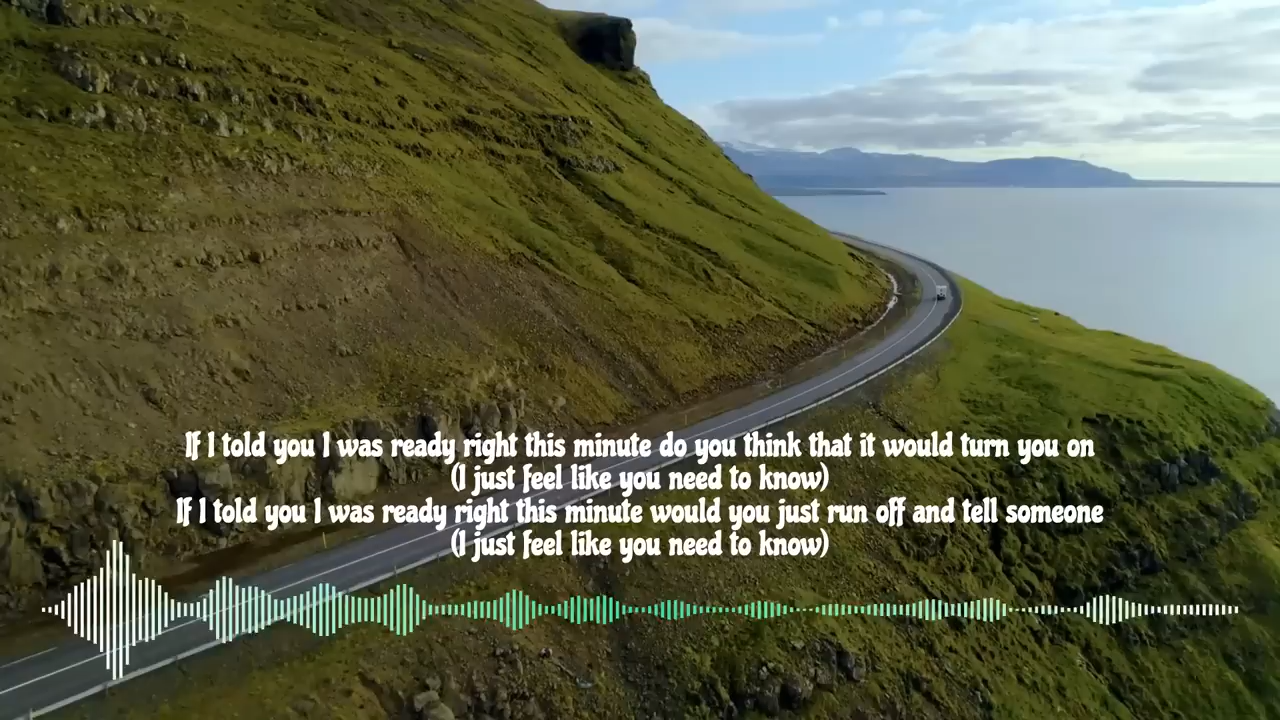 If I told you I was ready right this minute do you think that it would turn you on
(I just feel like you need to know)
If I told you I was ready right this minute would you just run off and tell someone
(I just feel like you need to know)